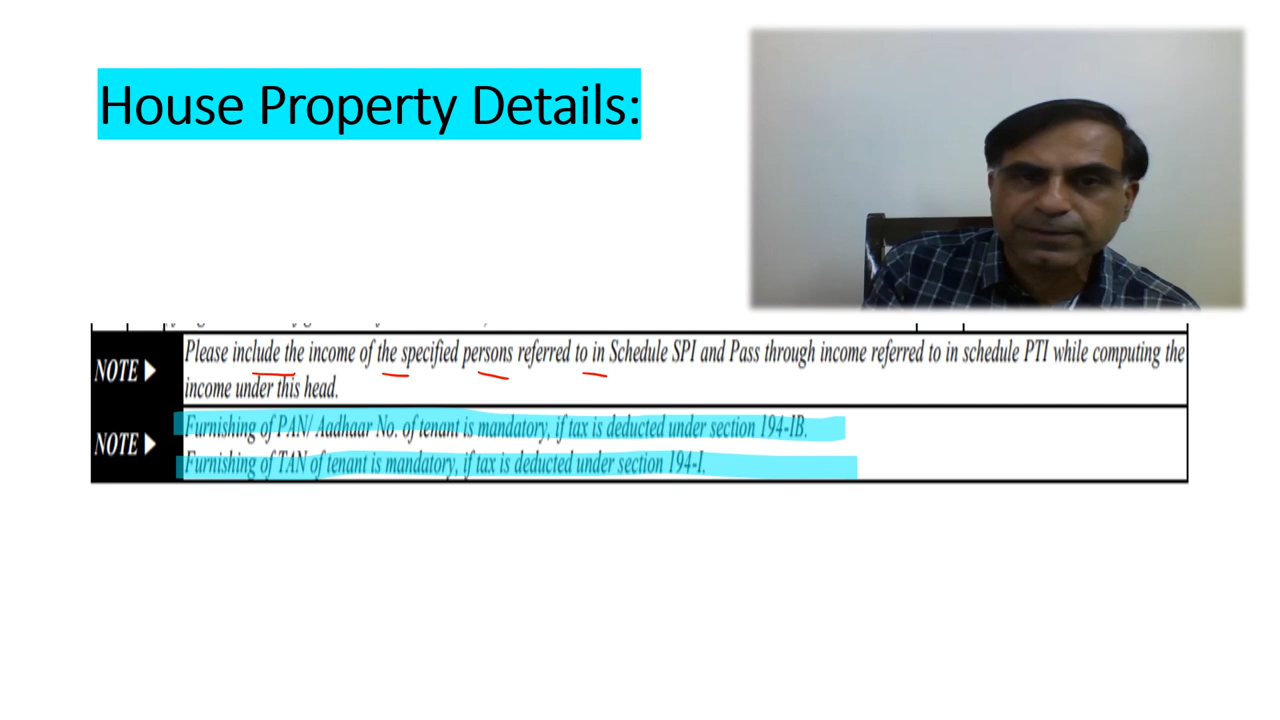 House Property Details:
NOTE Please include the income of the specified persons referred to in Schedule SPI and Pass through income referred to in schedule PTI while computing the
income under this head.
NOTE Furnishing of PAN/ Aadhaar No. of tenant is mandatory, if tax is deducted under section 194-IB.
Furnishing of TAN of tenant is mandatory, if tax is deducted under section 194-I.